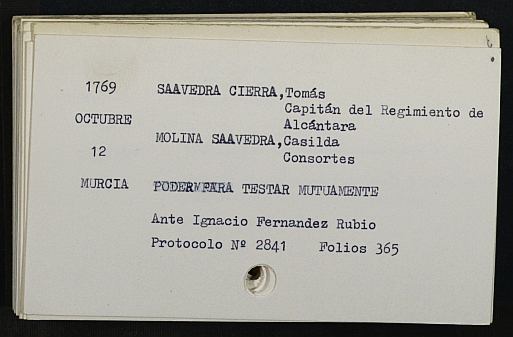 1769 SAAVEDRA CIERRA, Tomás
Capitán del Regimiento de
OCTUBRE Alcántara
MOLINA SAAVEDRA, Casilda
12 Consortes
MURCIA PODER PARA TESTAR MUTUAMENTE
Ante Ignacio Fernandez Rubio
Protocolo Nº 2841 Folios 365